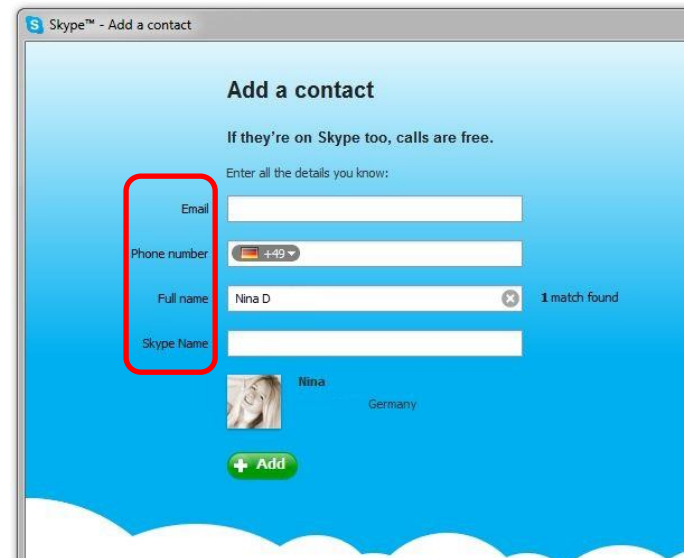 S Skype™ - Add a contact
Add a contact
If they're on Skype too, calls are free.
Enter all the details you know:
Email
Phone number +49
Full name Nina D 1 match found
Skype Name
Nina
Germany
Add